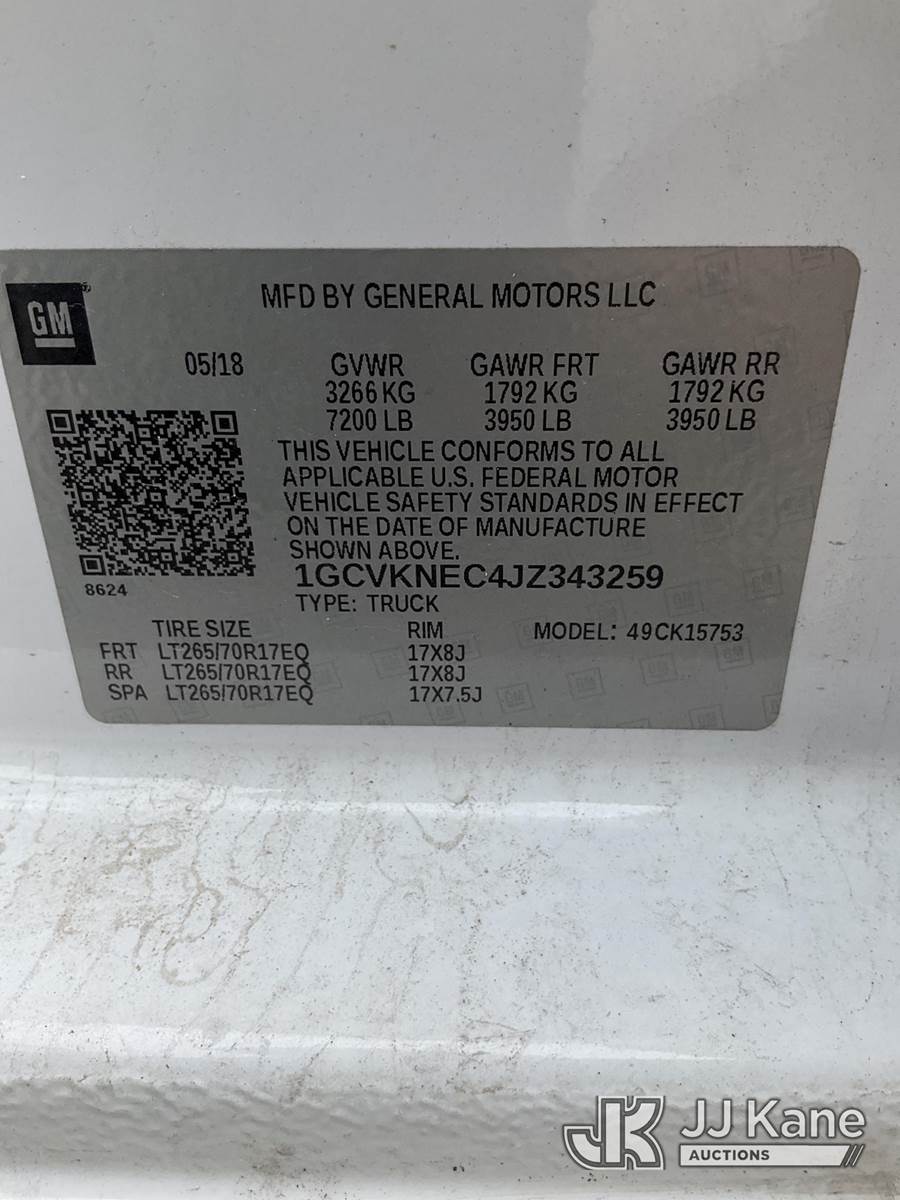 GM
MFD BY GENERAL MOTORS LLC
05/18 GVWR GAWR FRT GAWR RR
3266 KG 1792 KG 1792 KG
7200 LB 3950 LB 3950 LB
THIS VEHICLE CONFORMS TO ALL
APPLICABLE U.S. FEDERAL MOTOR
VEHICLE SAFETY STANDARDS IN EFFECT
ON THE DATE OF MANUFACTURE
SHOWN ABOVE.
8624
1GCVKNEC4JZ343259
TYPE: TRUCK
TIRE SIZE RIM MODEL: 49CK15753
FRT LT265/70R17EQ 17X8J
RR LT265/70R17EQ 17X8J
SPA LT265/70R17EQ 17X7.5J
JK JJ Kane
AUCTIONS